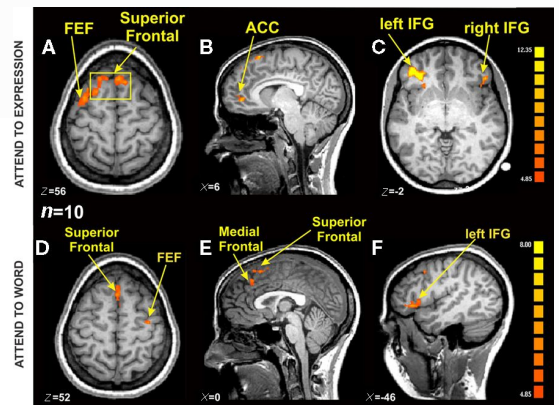 ATTEND TO EXPRESSION
A
FEF
Superior
Frontal
Z=56
B
ACC
X=6
C
left IFG
right IFG
Z=-2
12.35
4.85
n=10
ATTEND TO WORD
D
Superior
Frontal
FEF
Z=52
E
Medial
Frontal
Superior
Frontal
X=0
F
left IFG
X=-46
8.00
4.85